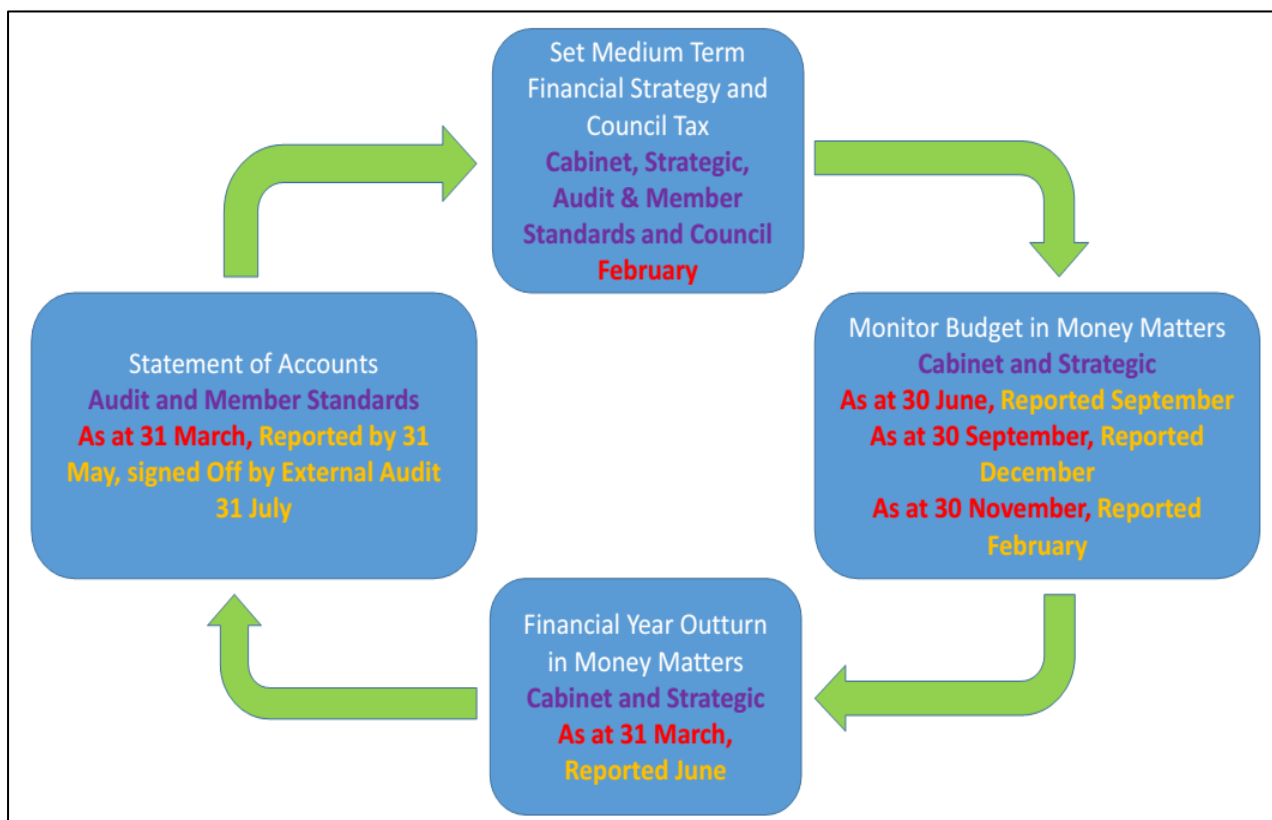 Set Medium Term
Financial Strategy and
Council Tax
Cabinet, Strategic,
Audit & Member
Standards and Council
February
Monitor Budget in Money Matters
Cabinet and Strategic
As at 30 June, Reported September
As at 30 September, Reported
December
As at 30 November, Reported
February
Financial Year Outturn
in Money Matters
Cabinet and Strategic
As at 31 March,
Reported June
Statement of Accounts
Audit and Member Standards
As at 31 March, Reported by 31
May, signed Off by External Audit
31 July